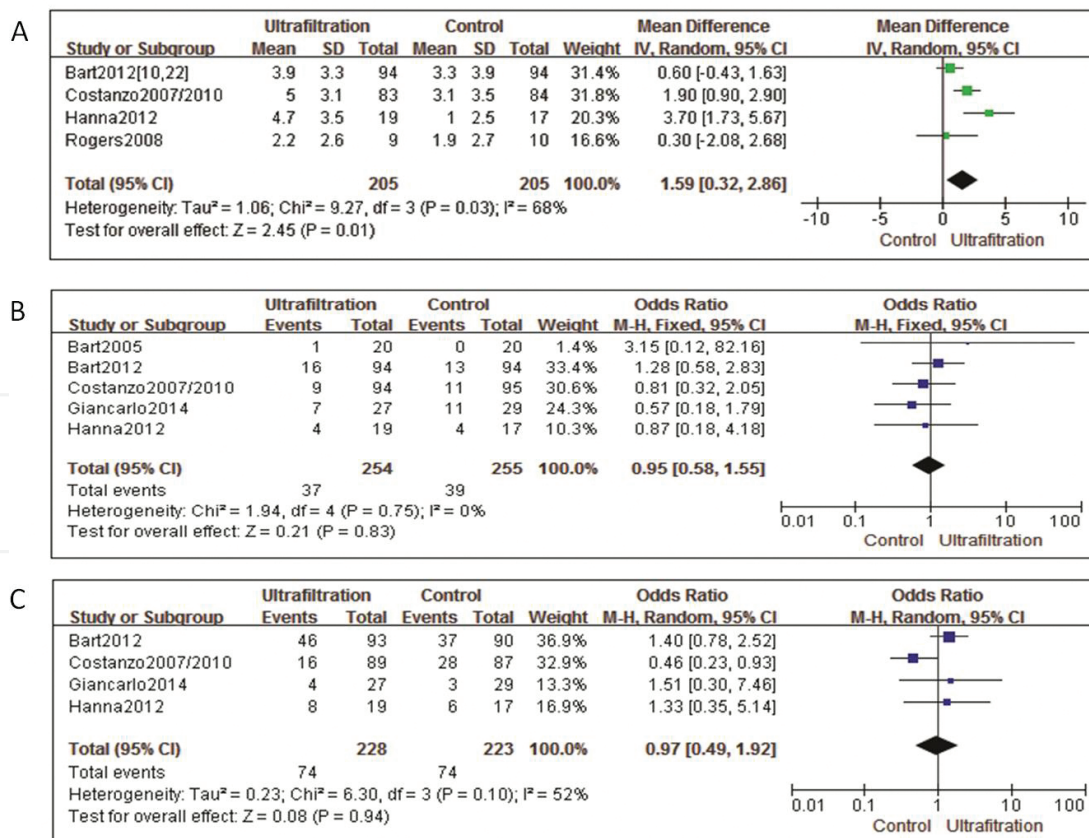 A
Ultrafiltration Control Mean Difference Mean Difference
Study or Subgroup Mean SD Total Mean SD Total Weight IV, Random, 95% CI IV, Random, 95% CI
Bart2012[10,22] 3.9 3.3 94 3.3 3.9 94 31.4% 0.60 [-0.43, 1.63]
Costanzo2007/2010 5 3.1 83 3.1 3.5 84 31.8% 1.90 [0.90, 2.90]
Hanna2012 4.7 3.5 19 1 2.5 17 20.3% 3.70 [1.73, 5.67]
Rogers2008 2.2 2.6 9 1.9 2.7 10 16.6% 0.30 [-2.08, 2.68]
Total (95% CI) 205 205 100.0% 1.59 [0.32, 2.86]
Heterogeneity: Tau² = 1.06; Chi² = 9.27, df = 3 (P = 0.03); I² = 68%
Test for overall effect: Z = 2.45 (P = 0.01)
-10 -5 0 5 10
Control Ultrafitration
B
Ultrafiltration Control Odds Ratio Odds Ratio
Study or Subgroup Events Total Events Total Weight M-H, Fixed, 95% CI M-H, Fixed, 95% CI
Bart2005 1 20 0 20 1.4% 3.15 [0.12, 82.16]
Bart2012 16 94 13 94 33.4% 1.28 [0.58, 2.83]
Costanzo2007/2010 9 94 11 95 30.6% 0.81 [0.32, 2.05]
Giancarlo2014 7 27 11 29 24.3% 0.57 [0.18, 1.79]
Hanna2012 4 19 4 17 10.3% 0.87 [0.18, 4.18]
Total (95% CI) 254 255 100.0% 0.95 [0.58, 1.55]
Total events 37 39
Heterogeneity: Chi² = 1.94, df = 4 (P = 0.75); I² = 0%
Test for overall effect: Z = 0.21 (P = 0.83)
0.01 0.1 1 10 100
Control Ultrafiltration
C
Ultrafiltration Control Odds Ratio Odds Ratio
Study or Subgroup Events Total Events Total Weight M-H, Random, 95% CI M-H, Random, 95% CI
Bart2012 46 93 37 90 36.9% 1.40 [0.78, 2.52]
Costanzo2007/2010 16 89 28 87 32.9% 0.46 [0.23, 0.93]
Giancarlo2014 4 27 3 29 13.3% 1.51 [0.30, 7.46]
Hanna2012 8 19 6 17 16.9% 1.33 [0.35, 5.14]
Total (95% CI) 228 223 100.0% 0.97 [0.49, 1.92]
Total events 74 74
Heterogeneity: Tau² = 0.23; Chi² = 6.30, df = 3 (P = 0.10); I² = 52%
Test for overall effect: Z = 0.08 (P = 0.94)
0.01 0.1 1 10 100
Control Ultrafiltration